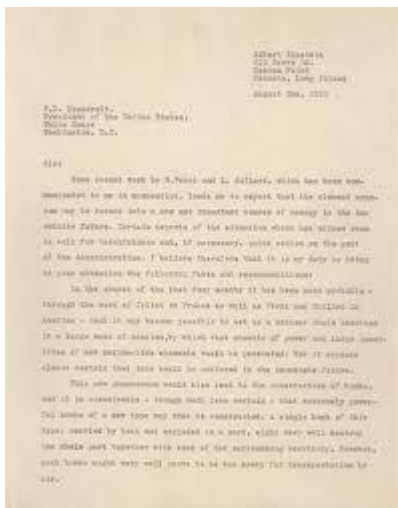 Albert Einstein
Old Grove Rd.
Nassau Point
Peconic, Long Island
August 2nd, 1939
F.D. Roosevelt,
President of the United States,
White House
Washington, D.C.
Sir:
Some recent work by E.Fermi and L. Szilard, which has been com-
municated to me in manuscript, leads me to expect that the element uran-
ium may be turned into a new and important source of energy in the im-
mediate future. Certain aspects of the situation which has arisen seem
to call for watchfulness and, if necessary, quick action on the part
of the Administration. I believe therefore that it is my duty to bring
to your attention the following facts and recommendations:
In the course of the last four months it has been made probable -
through the work of Joliot in France as well as Fermi and Szilard in
America - that it may become possible to set up a nuclear chain reaction
in a large mass of uranium,by which vast amounts of power and large quant-
ities of new radium-like elements would be generated. Now it appears
almost certain that this could be achieved in the immediate future.
This new phenomenon would also lead to the construction of bombs,
and it is conceivable - though much less certain - that extremely power-
ful bombs of a new type may thus be constructed. A single bomb of this
type, carried by boat and exploded in a port, might very well destroy
the whole port together with some of the surrounding territory. However,
such bombs might very well prove to be too heavy for transportation by
air.